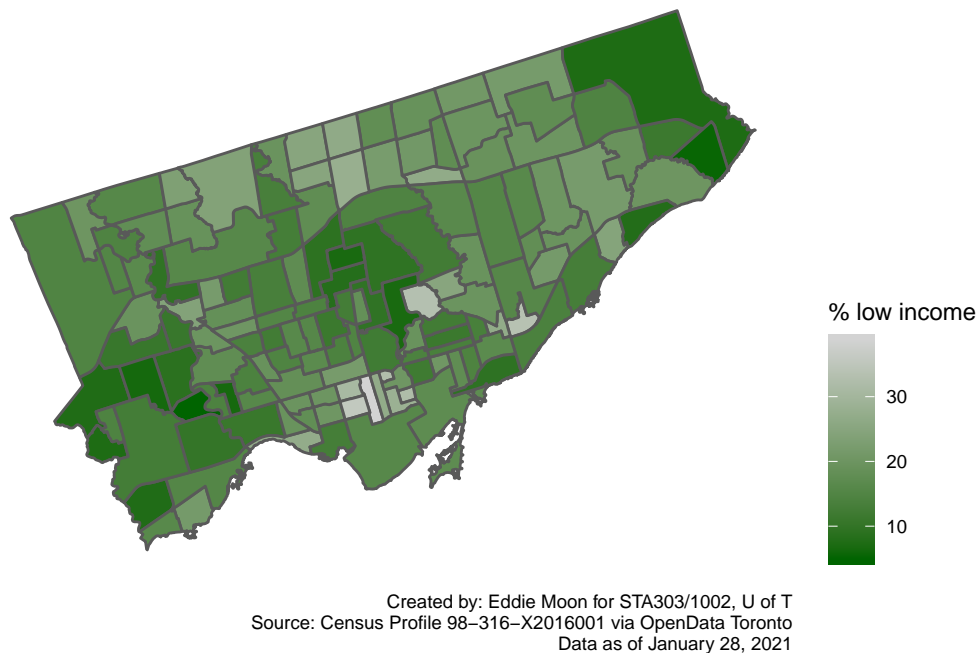 % low income
30
20
10
Created by: Eddie Moon for STA303/1002, U of T
Source: Census Profile 98−316−X2016001 via OpenData Toronto
Data as of January 28, 2021